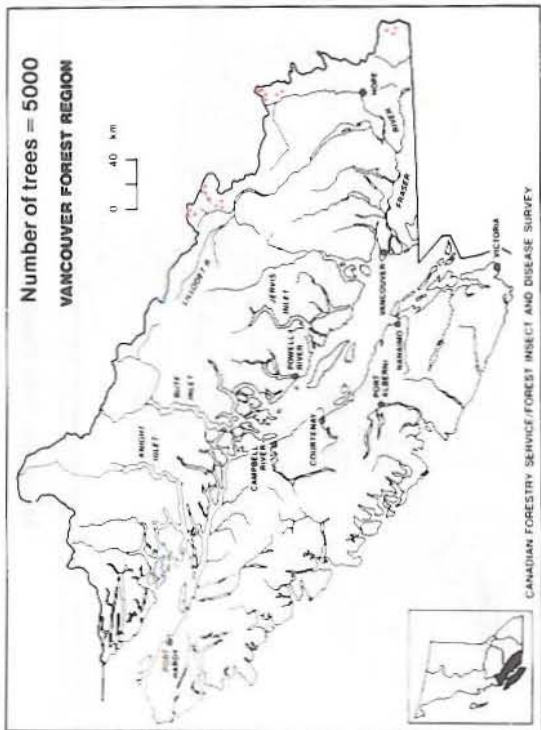 Number of trees = 5000
VANCOUVER FOREST REGION
0 40 km
KNIGHT
INLET
BUTE
INLET
LILLOOET R.
JERVIS
INLET
POWELL
RIVER
CAMPBELL
RIVER
COURTENAY
PORT
HARDY
PORT
ALBERNI
NANAIMO
VANCOUVER
FRASER
RIVER
HOPE
VICTORIA
CANADIAN FORESTRY SERVICE/FOREST INSECT AND DISEASE SURVEY